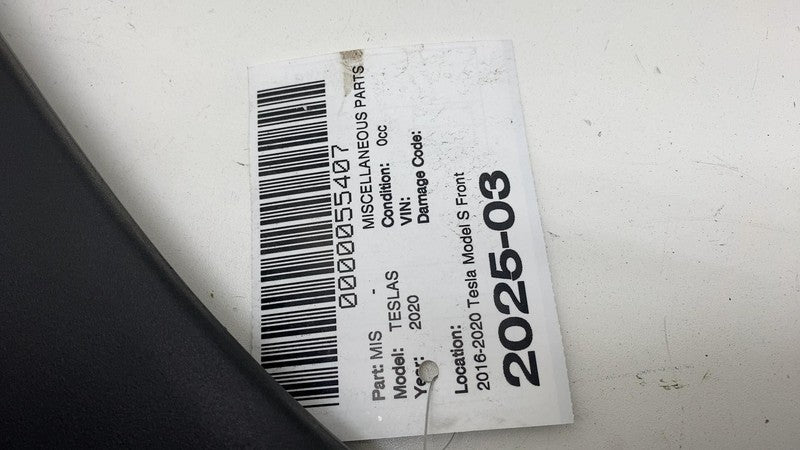 0000055407
Part: MIS - MISCELLANEOUS PARTS
Model: TESLAS Condition: 0cc
Year: 2020 VIN:
Damage Code:
Location:
2016-2020 Tesla Model S Front
2025-03